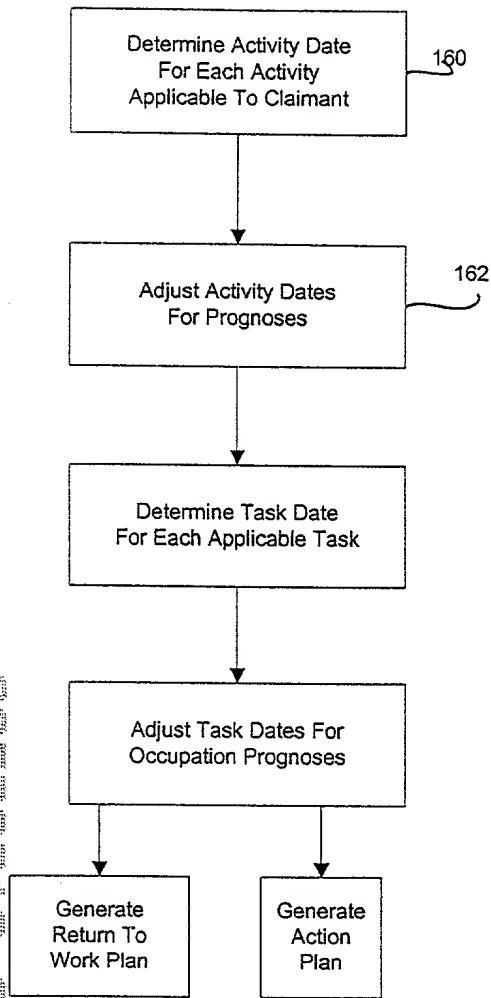 Determine Activity Date
For Each Activity
Applicable To Claimant
160
Adjust Activity Dates
For Prognoses
162
Determine Task Date
For Each Applicable Task
Adjust Task Dates For
Occupation Prognoses
Generate
Return To
Work Plan
Generate
Action
Plan